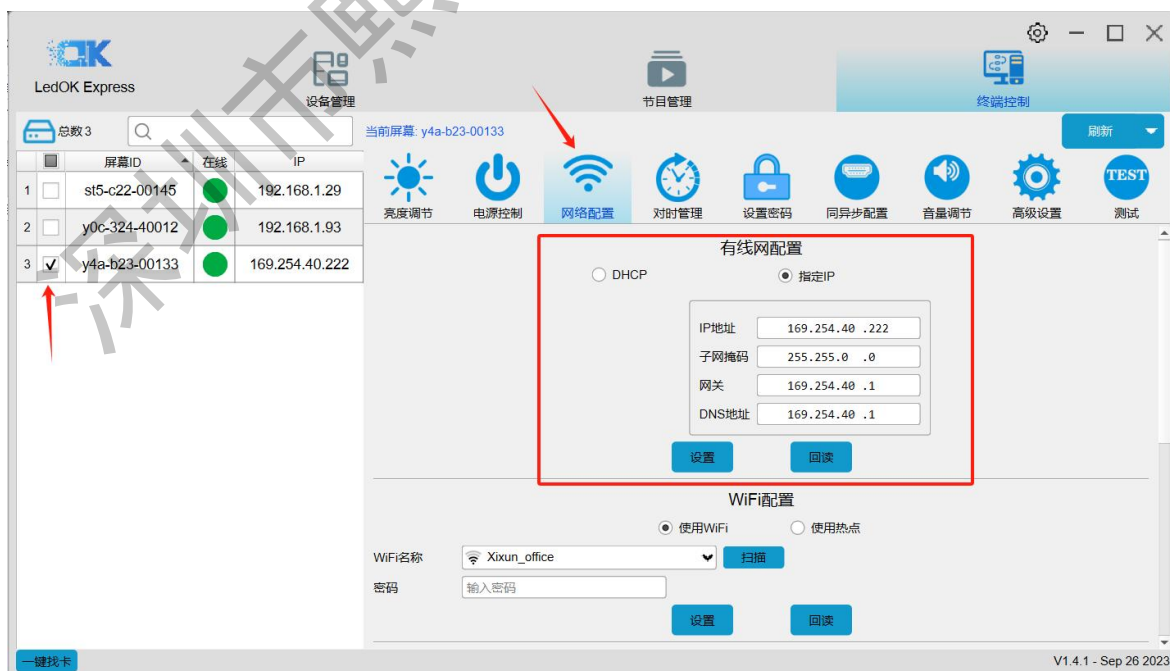 OK
LedOK Express
设备管理
节目管理
终端控制
总数3
当前屏幕: y4a-b23-00133
刷新
屏幕ID 在线 IP
1 st5-c22-00145 192.168.1.29
2 y0c-324-40012 192.168.1.93
3 y4a-b23-00133 169.254.40.222
亮度调节 电源控制 网络配置 对时管理 设置密码 同异步配置 音量调节 高级设置 TEST 测试
有线网配置
DHCP 指定IP
IP地址 169.254.40 .222
子网掩码 255.255.0 .0
网关 169.254.40 .1
DNS地址 169.254.40 .1
设置 回读
WiFi配置
使用WiFi 使用热点
WiFi名称 Xixun_office 扫描
密码 输入密码
设置 回读
一键找卡
V1.4.1 - Sep 26 2023
深圳市熙